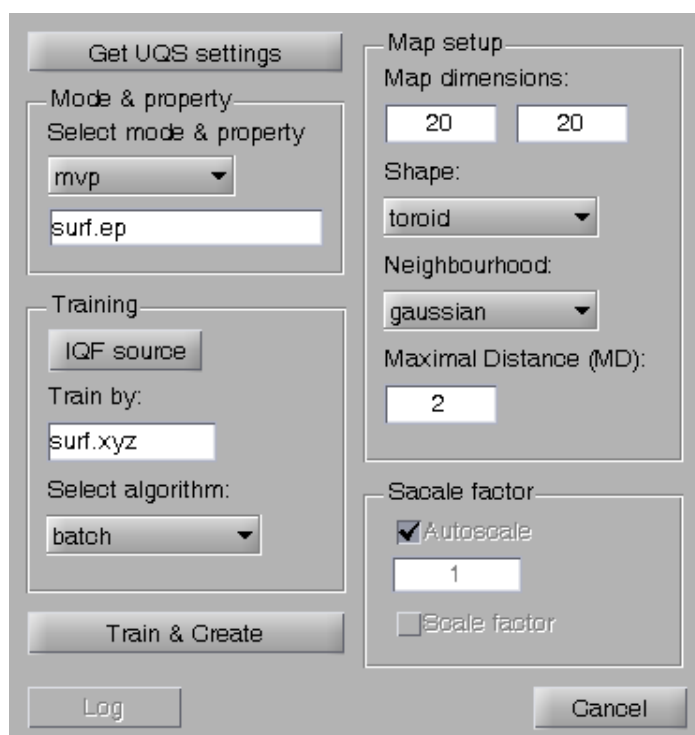 Get UQS settings
Mode & property
Select mode & property
mvp
surf.ep
Training
IQF source
Train by:
surf.xyz
Select algorithm:
batch
Train & Create
Log
Map setup
Map dimensions:
20 20
Shape:
toroid
Neighbourhood:
gaussian
Maximal Distance (MD):
2
Sacale factor
Autoscale
1
Scale factor
Cancel